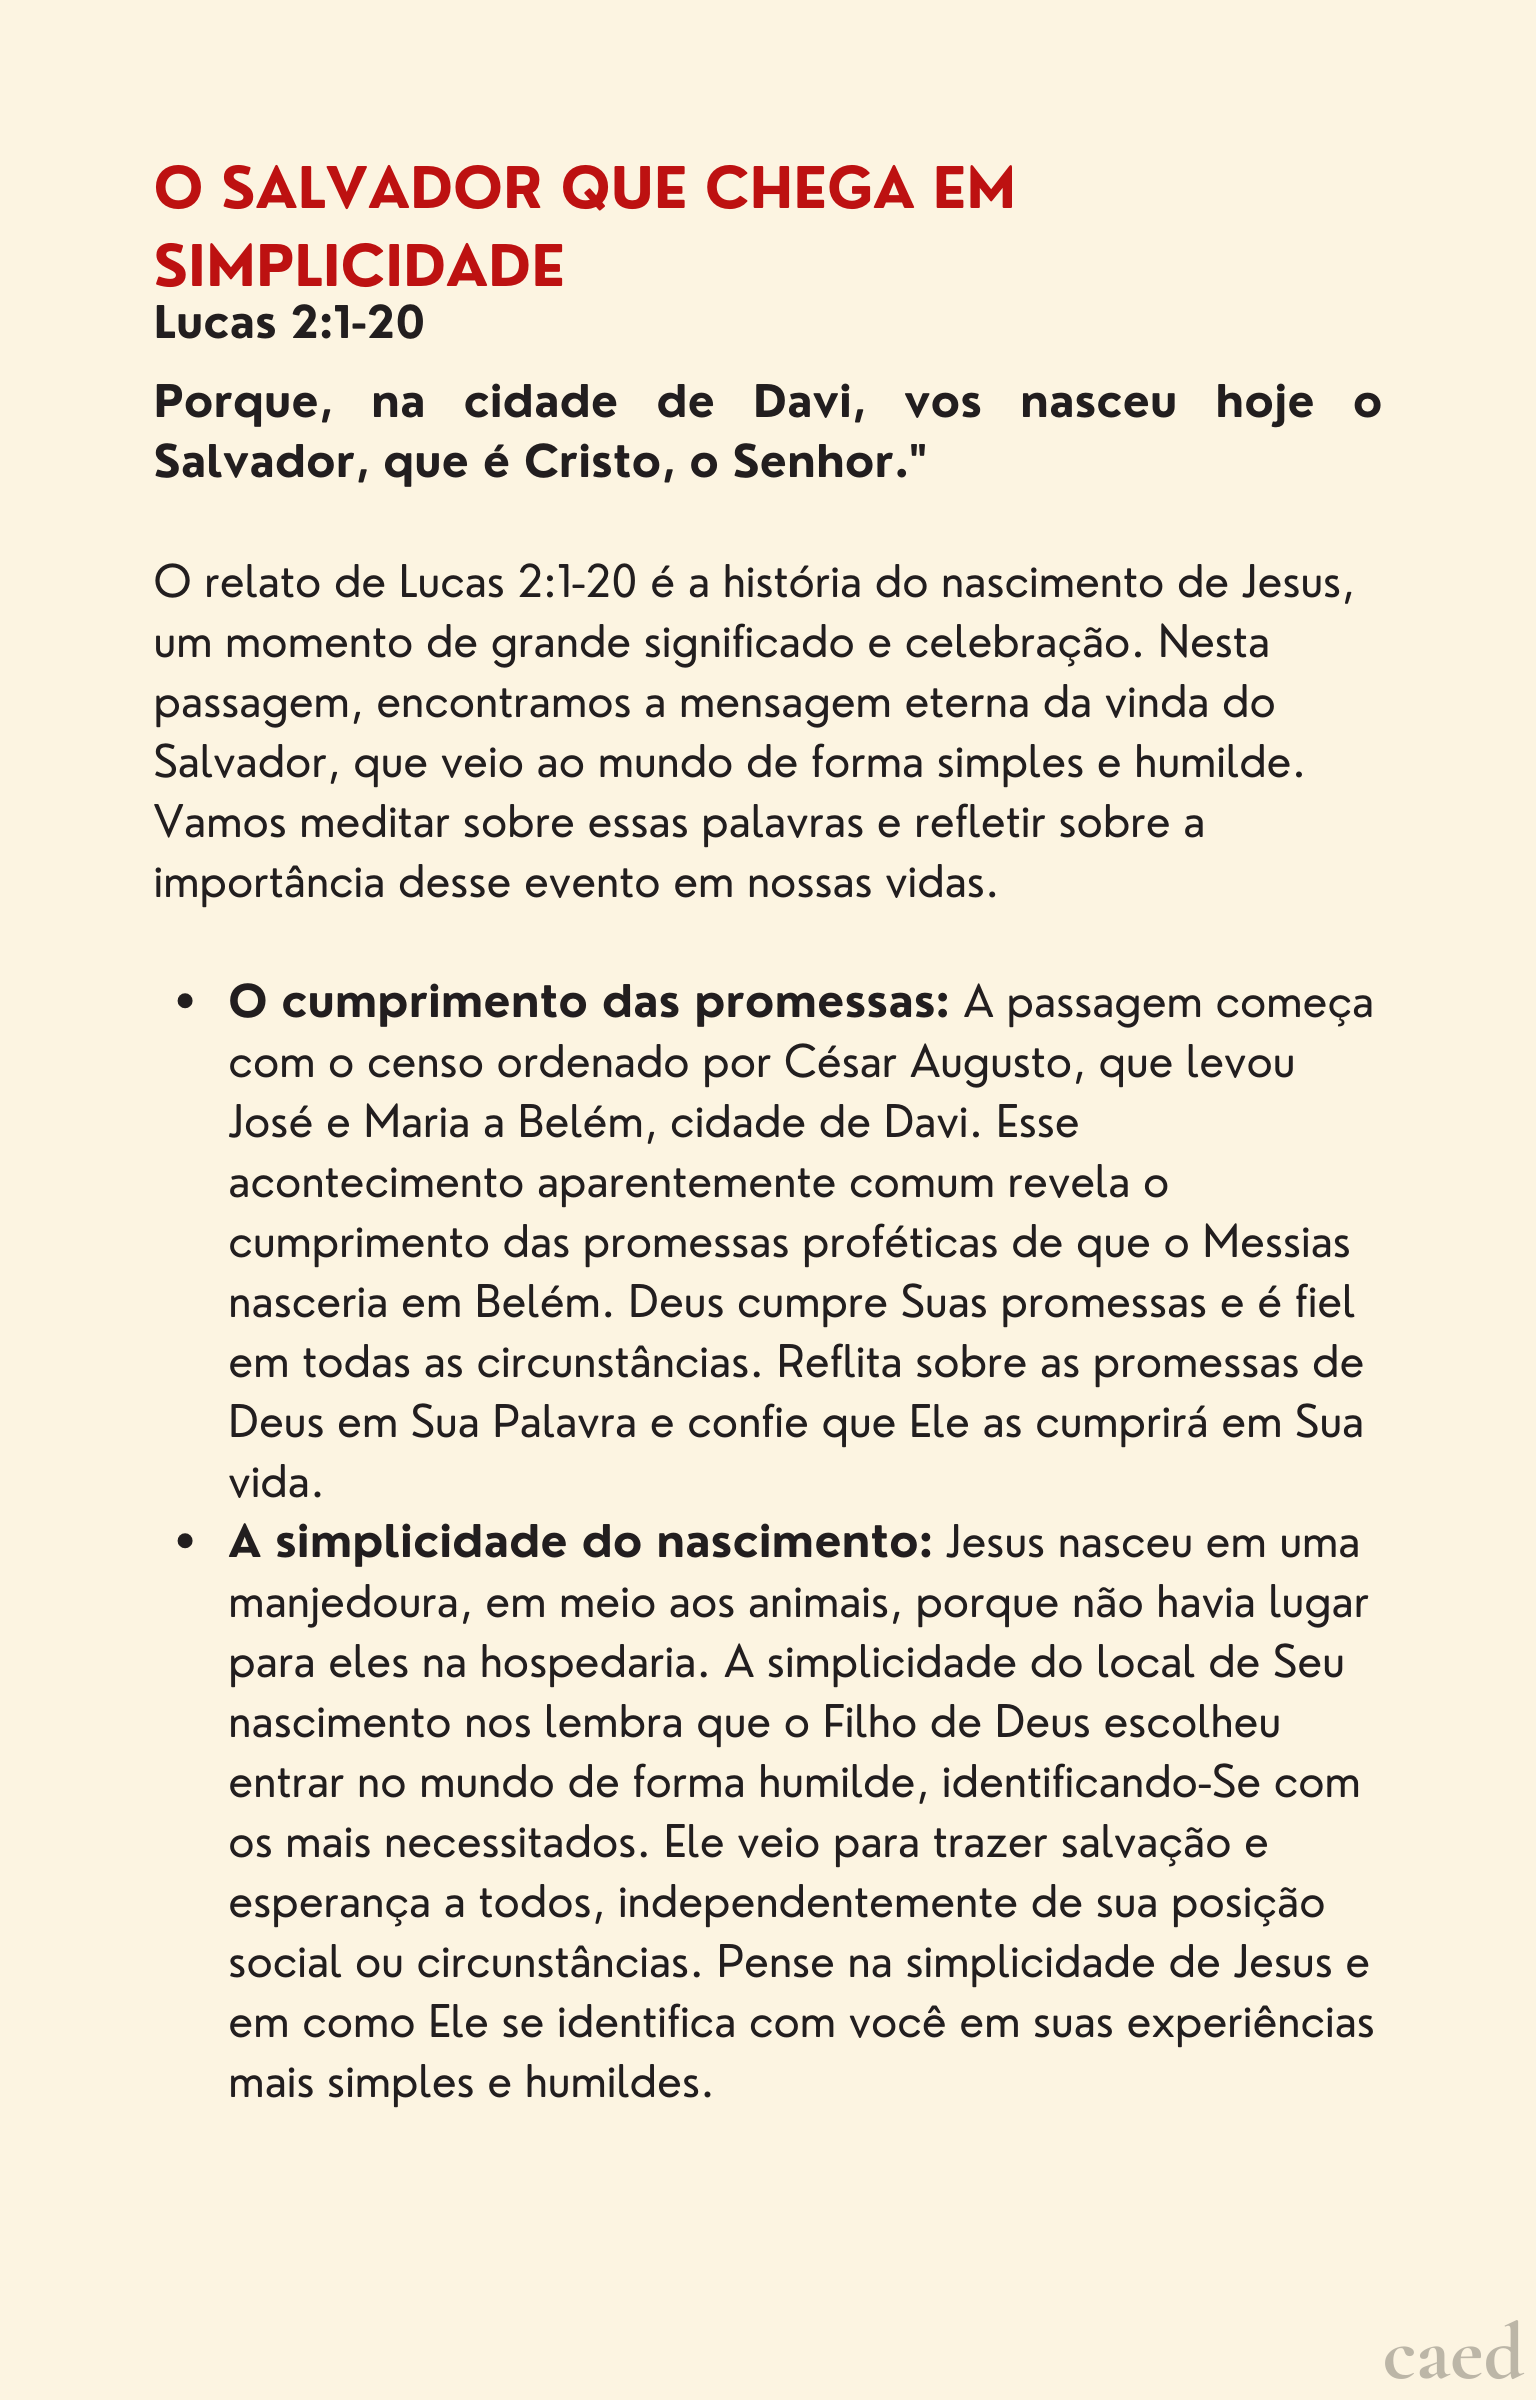 O SALVADOR QUE CHEGA EM
SIMPLICIDADE
Lucas 2:1-20
Porque, na cidade de Davi, vos nasceu hoje o
Salvador, que é Cristo, o Senhor."
O relato de Lucas 2:1-20 é a história do nascimento de Jesus,
um momento de grande significado e celebração. Nesta
passagem, encontramos a mensagem eterna da vinda do
Salvador, que veio ao mundo de forma simples e humilde.
Vamos meditar sobre essas palavras e refletir sobre a
importância desse evento em nossas vidas.
• O cumprimento das promessas: A passagem começa
com o censo ordenado por César Augusto, que levou
José e Maria a Belém, cidade de Davi. Esse
acontecimento aparentemente comum revela o
cumprimento das promessas proféticas de que o Messias
nasceria em Belém. Deus cumpre Suas promessas e é fiel
em todas as circunstâncias. Reflita sobre as promessas de
Deus em Sua Palavra e confie que Ele as cumprirá em Sua
vida.
• A simplicidade do nascimento: Jesus nasceu em uma
manjedoura, em meio aos animais, porque não havia lugar
para eles na hospedaria. A simplicidade do local de Seu
nascimento nos lembra que o Filho de Deus escolheu
entrar no mundo de forma humilde, identificando-Se com
os mais necessitados. Ele veio para trazer salvação e
esperança a todos, independentemente de sua posição
social ou circunstâncias. Pense na simplicidade de Jesus e
em como Ele se identifica com você em suas experiências
mais simples e humildes.
caed